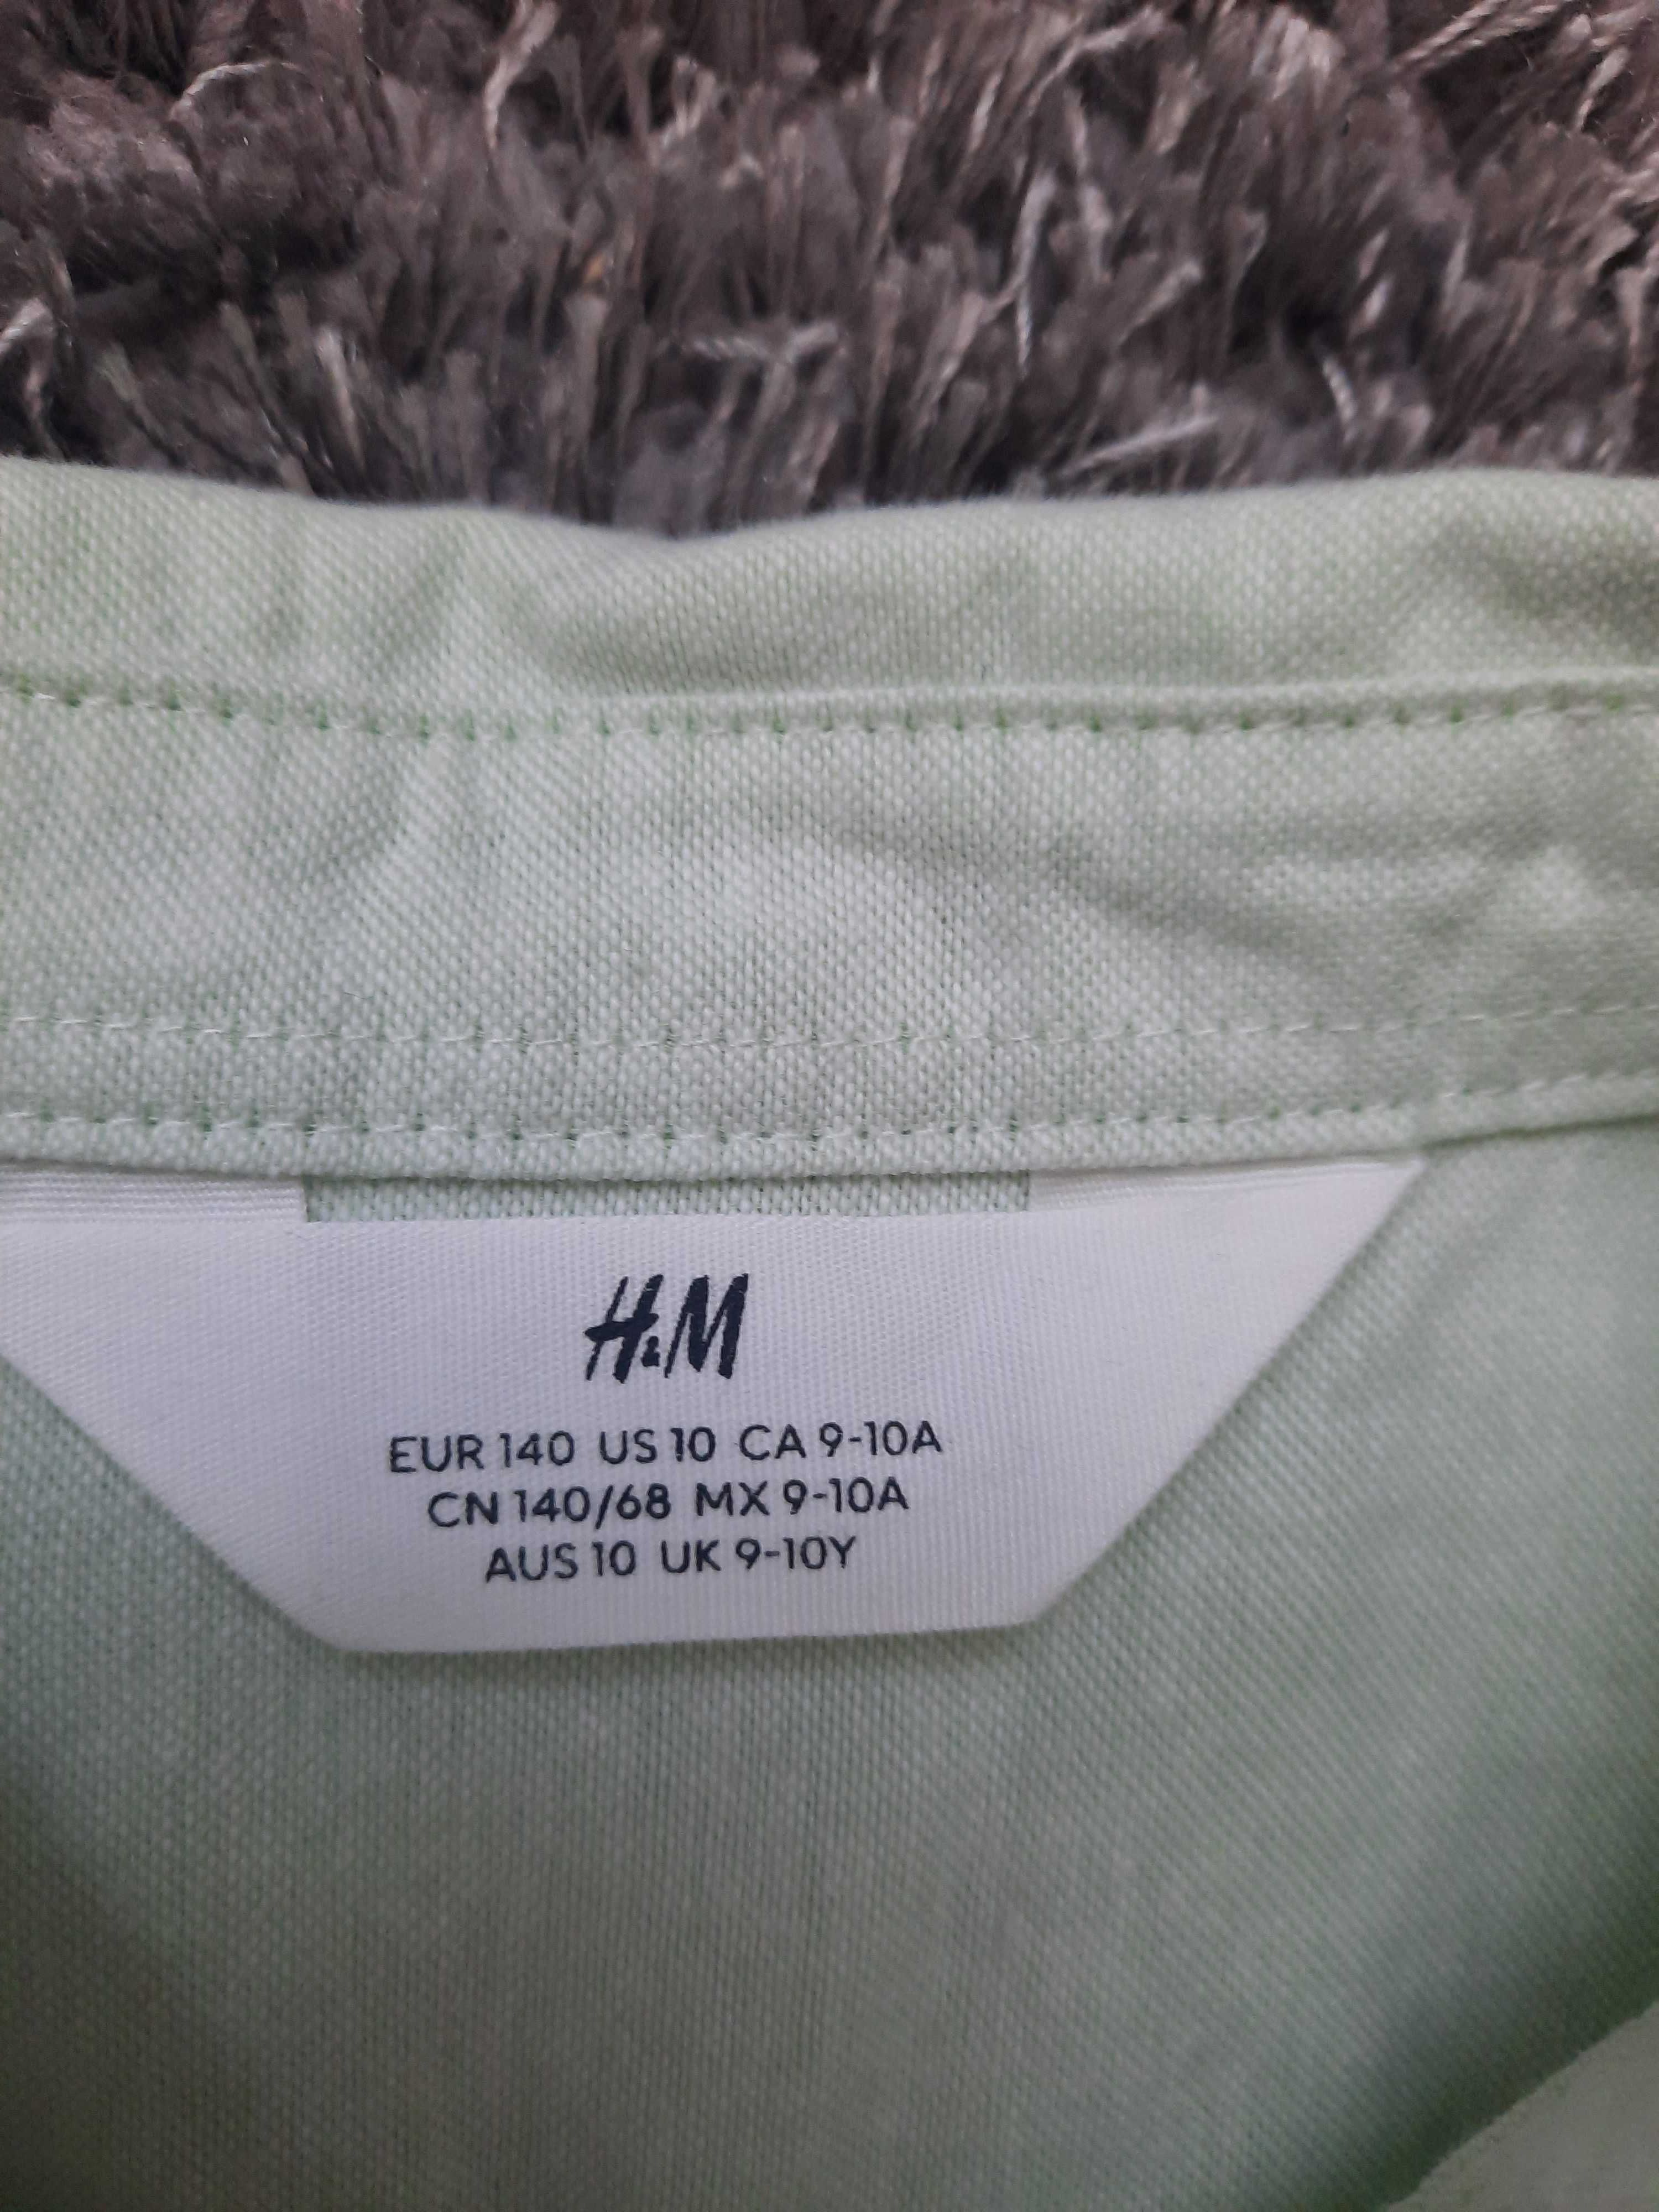 H&M
EUR 140 US 10 CA 9-10A
CN 140/68 MX 9-10A
AUS 10 UK 9-10Y